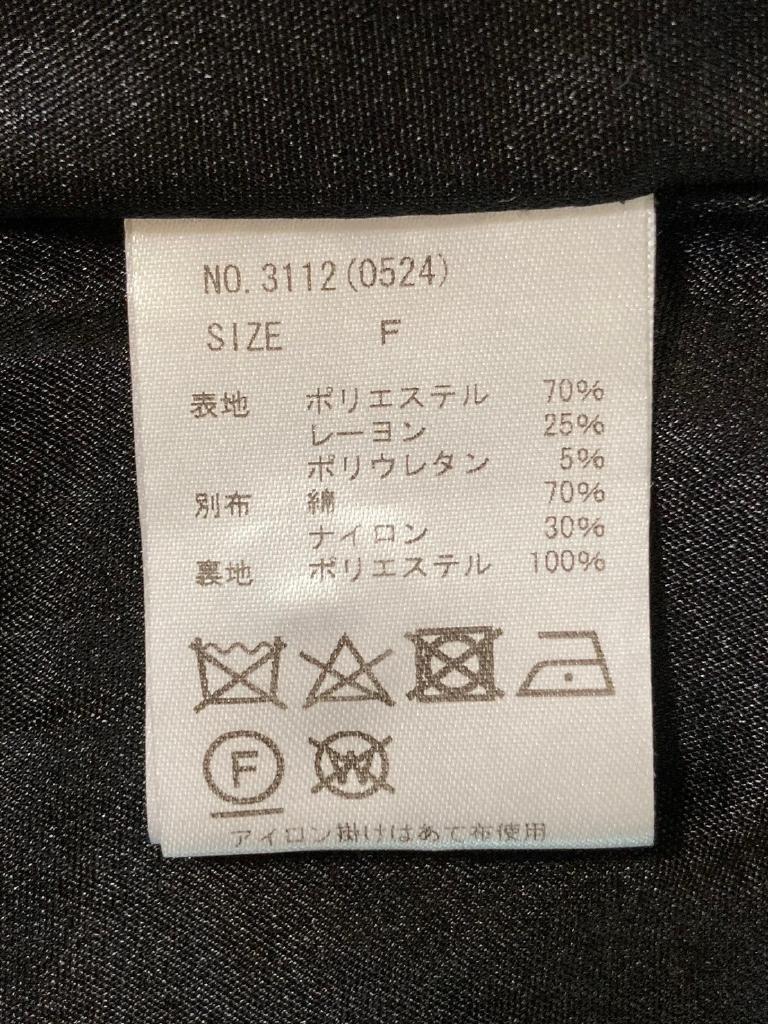 NO.3112(0524)
SIZE F
表地 ポリエステル 70%
レーヨン 25%
ポリウレタン 5%
別布 綿 70%
ナイロン 30%
裏地 ポリエステル 100%
F W
アイロン掛けはあて布使用